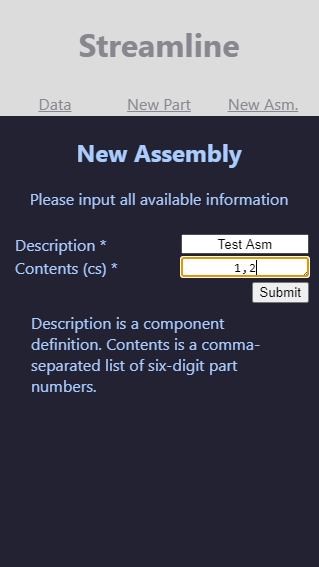 Streamline
Data New Part New Asm.
New Assembly
Please input all available information
Description * Test Asm
Contents (cs) * 1,2
Submit
Description is a component
definition. Contents is a comma-
separated list of six-digit part
numbers.